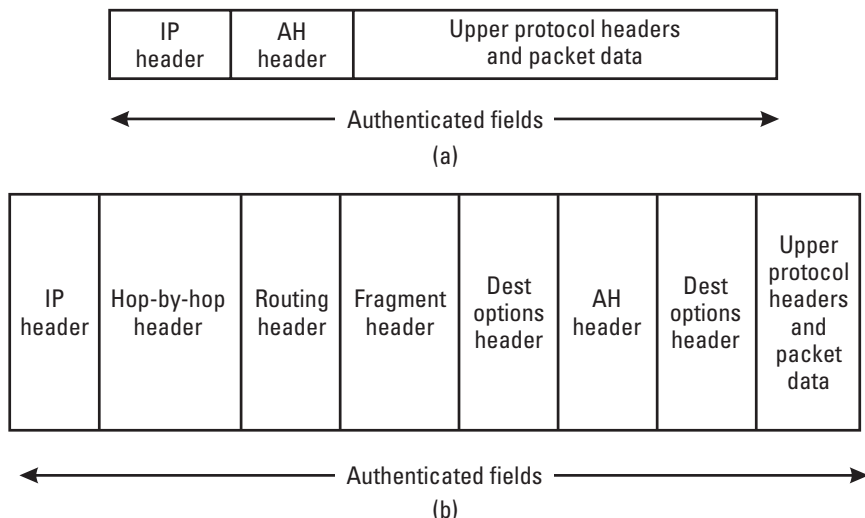 IP
header
AH
header
Upper protocol headers
and packet data
Authenticated fields
(a)
IP
header
Hop-by-hop
header
Routing
header
Fragment
header
Dest
options
header
AH
header
Dest
options
header
Upper
protocol
headers
and
packet
data
Authenticated fields
(b)